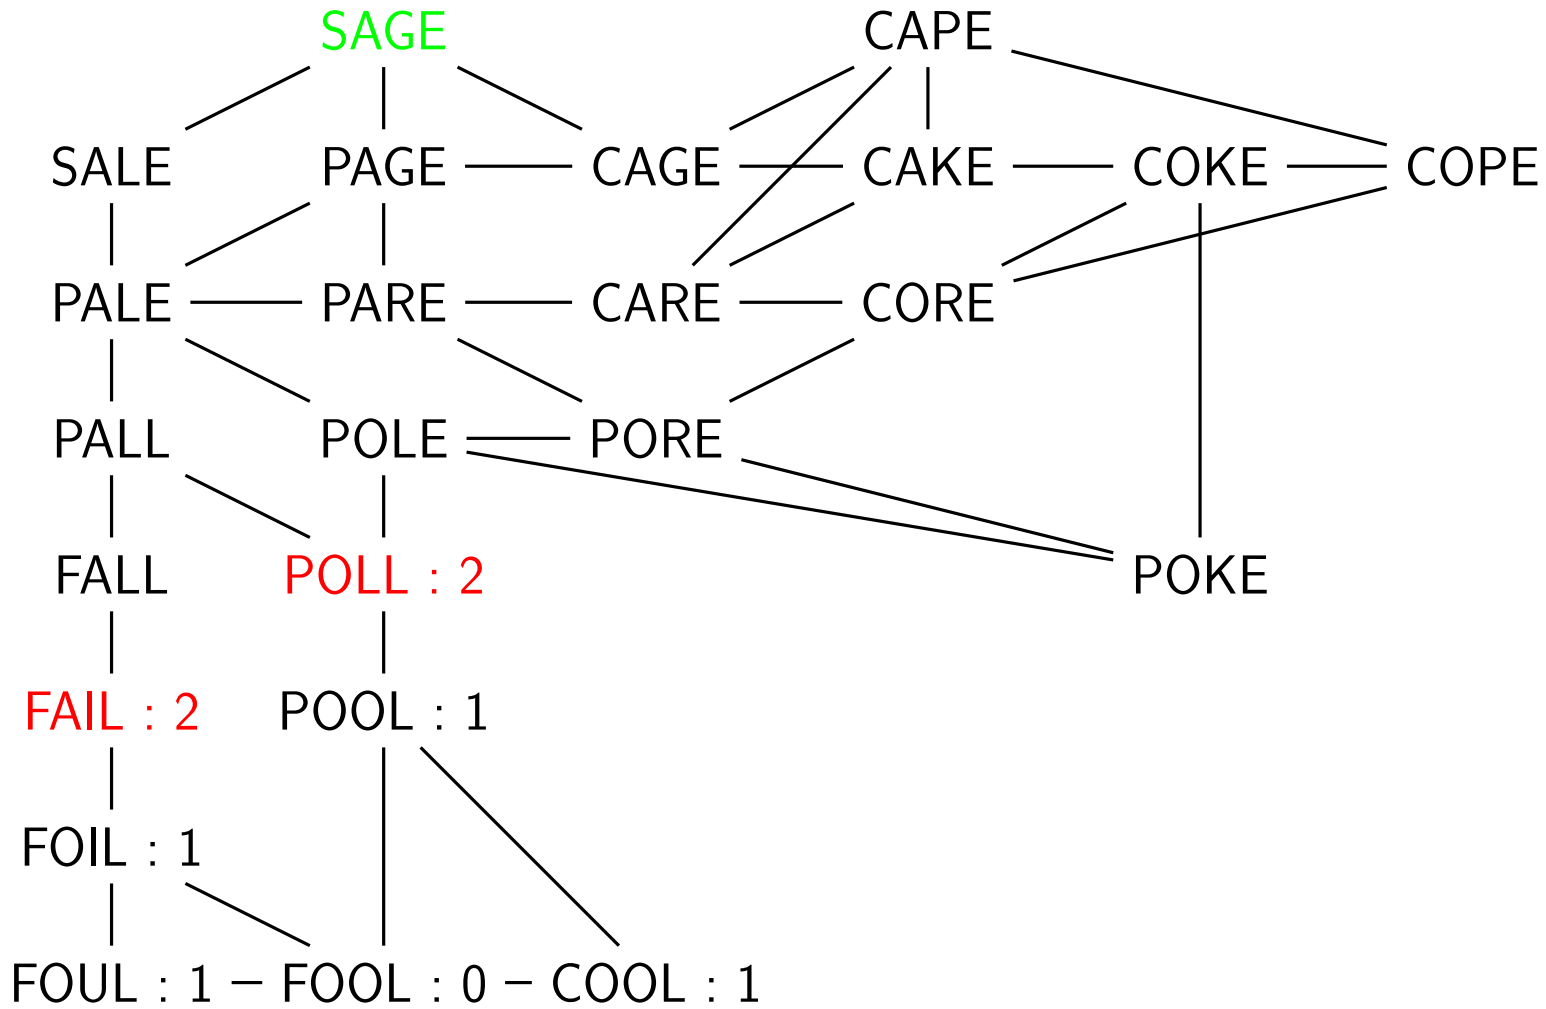 SAGE CAPE
SALE PAGE CAGE CAKE COKE COPE
PALE PARE CARE CORE
PALL POLE PORE
FALL POLL : 2 POKE
FAIL : 2 POOL : 1
FOIL : 1
FOUL : 1 FOOL : 0 COOL : 1